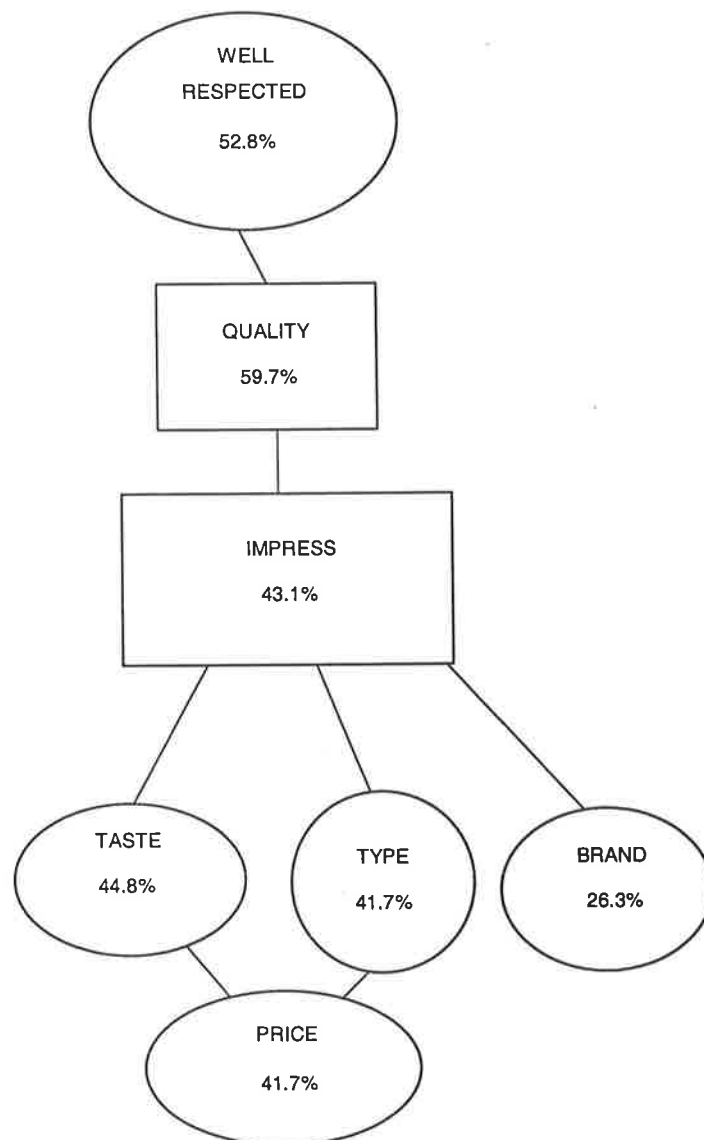 WELL
RESPECTED
52.8%
QUALITY
59.7%
IMPRESS
43.1%
TASTE
44.8%
TYPE
41.7%
BRAND
26.3%
PRICE
41.7%